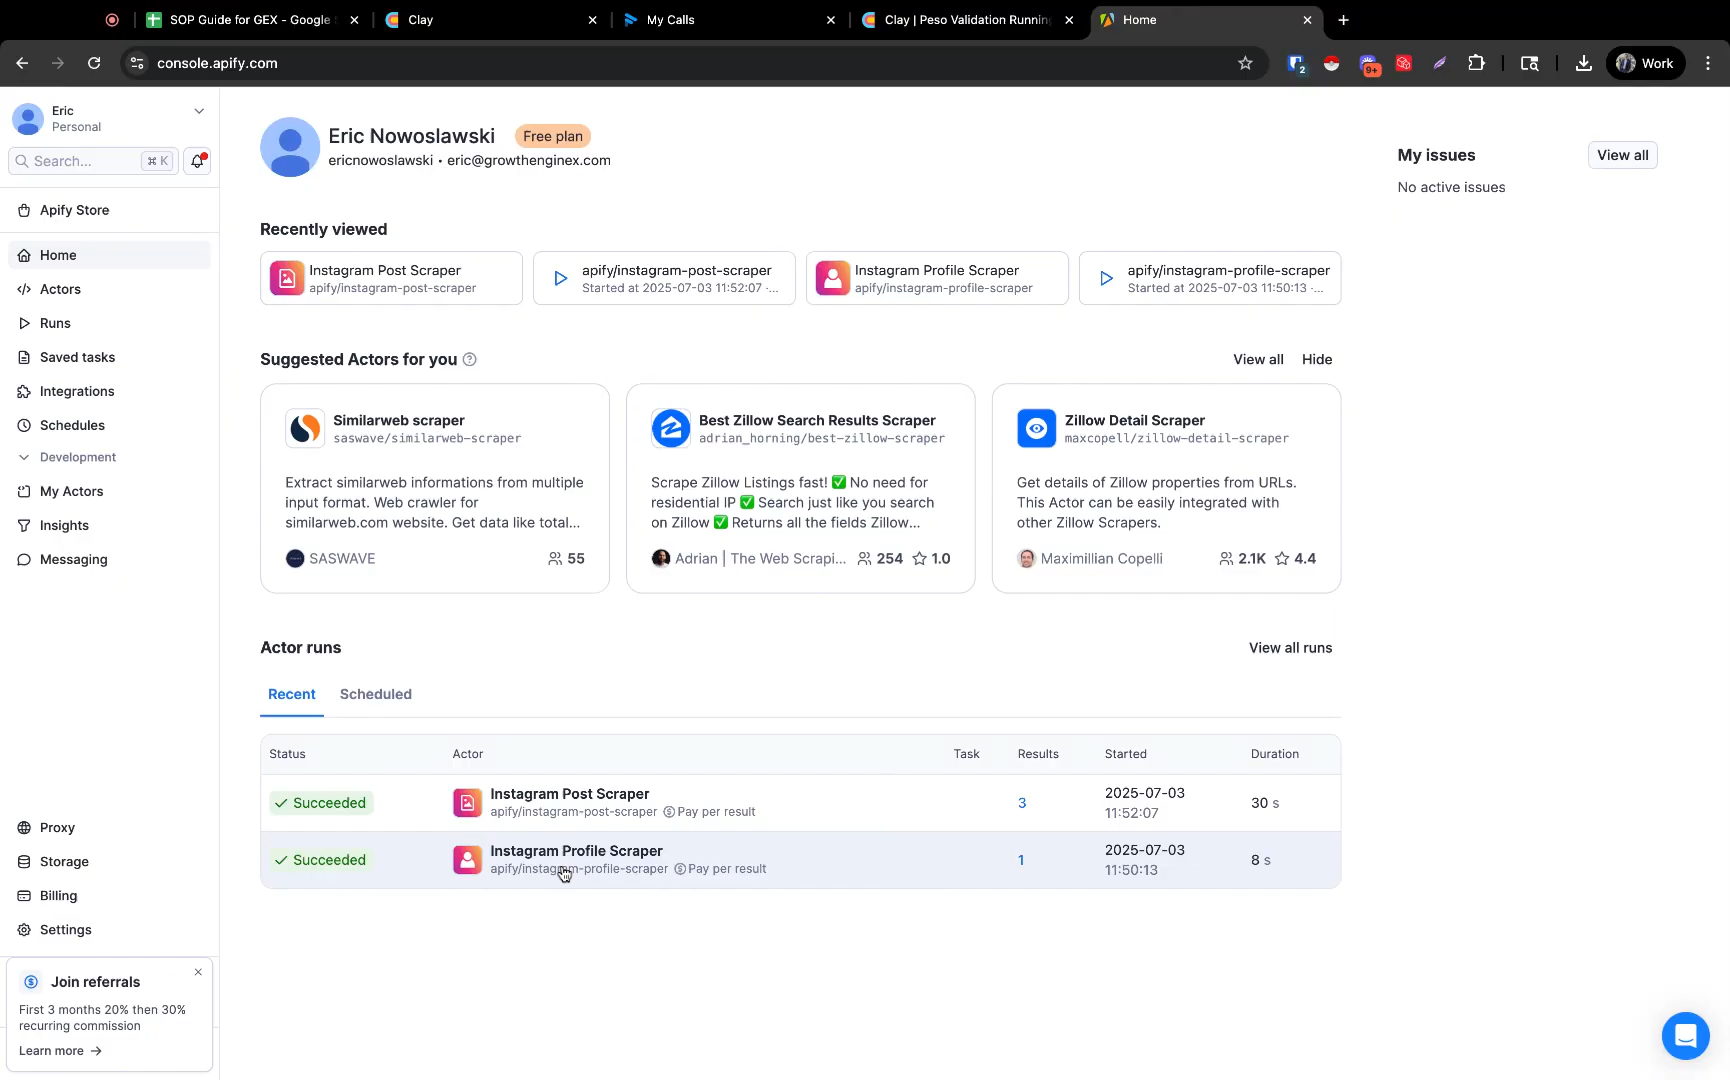 SOP Guide for GEX - Google
Clay
My Calls
Clay | Peso Validation Runnin
Home
console.apify.com
2
9+
Work
Eric
Personal
Search...
⌘ K
Apify Store
Home
Actors
Runs
Saved tasks
Integrations
Schedules
Development
My Actors
Insights
Messaging
Proxy
Storage
Billing
Settings
Join referrals
First 3 months 20% then 30%
recurring commission
Learn more →
Eric Nowoslawski
Free plan
ericnowoslawski • eric@growthenginex.com
Recently viewed
Instagram Post Scraper
apify/instagram-post-scraper
apify/instagram-post-scraper
Started at 2025-07-03 11:52:07 ·...
Instagram Profile Scraper
apify/instagram-profile-scraper
apify/instagram-profile-scraper
Started at 2025-07-03 11:50:13 ·...
Suggested Actors for you
View all
Hide
Similarweb scraper
saswave/similarweb-scraper
Extract similarweb informations from multiple
input format. Web crawler for
similarweb.com website. Get data like total...
SASWAVE
55
Best Zillow Search Results Scraper
adrian_horning/best-zillow-scraper
Scrape Zillow Listings fast! ✅ No need for
residential IP ✅ Search just like you search
on Zillow ✅ Returns all the fields Zillow...
Adrian | The Web Scrapi...
254
1.0
Zillow Detail Scraper
maxcopell/zillow-detail-scraper
Get details of Zillow properties from URLs.
This Actor can be easily integrated with
other Zillow Scrapers.
Maximillian Copelli
2.1K
4.4
Actor runs
View all runs
Recent
Scheduled
Status
Actor
Task
Results
Started
Duration
Succeeded
Instagram Post Scraper
apify/instagram-post-scraper
Pay per result
3
2025-07-03
11:52:07
30 s
Succeeded
Instagram Profile Scraper
apify/instagram-profile-scraper
Pay per result
1
2025-07-03
11:50:13
8 s
My issues
View all
No active issues